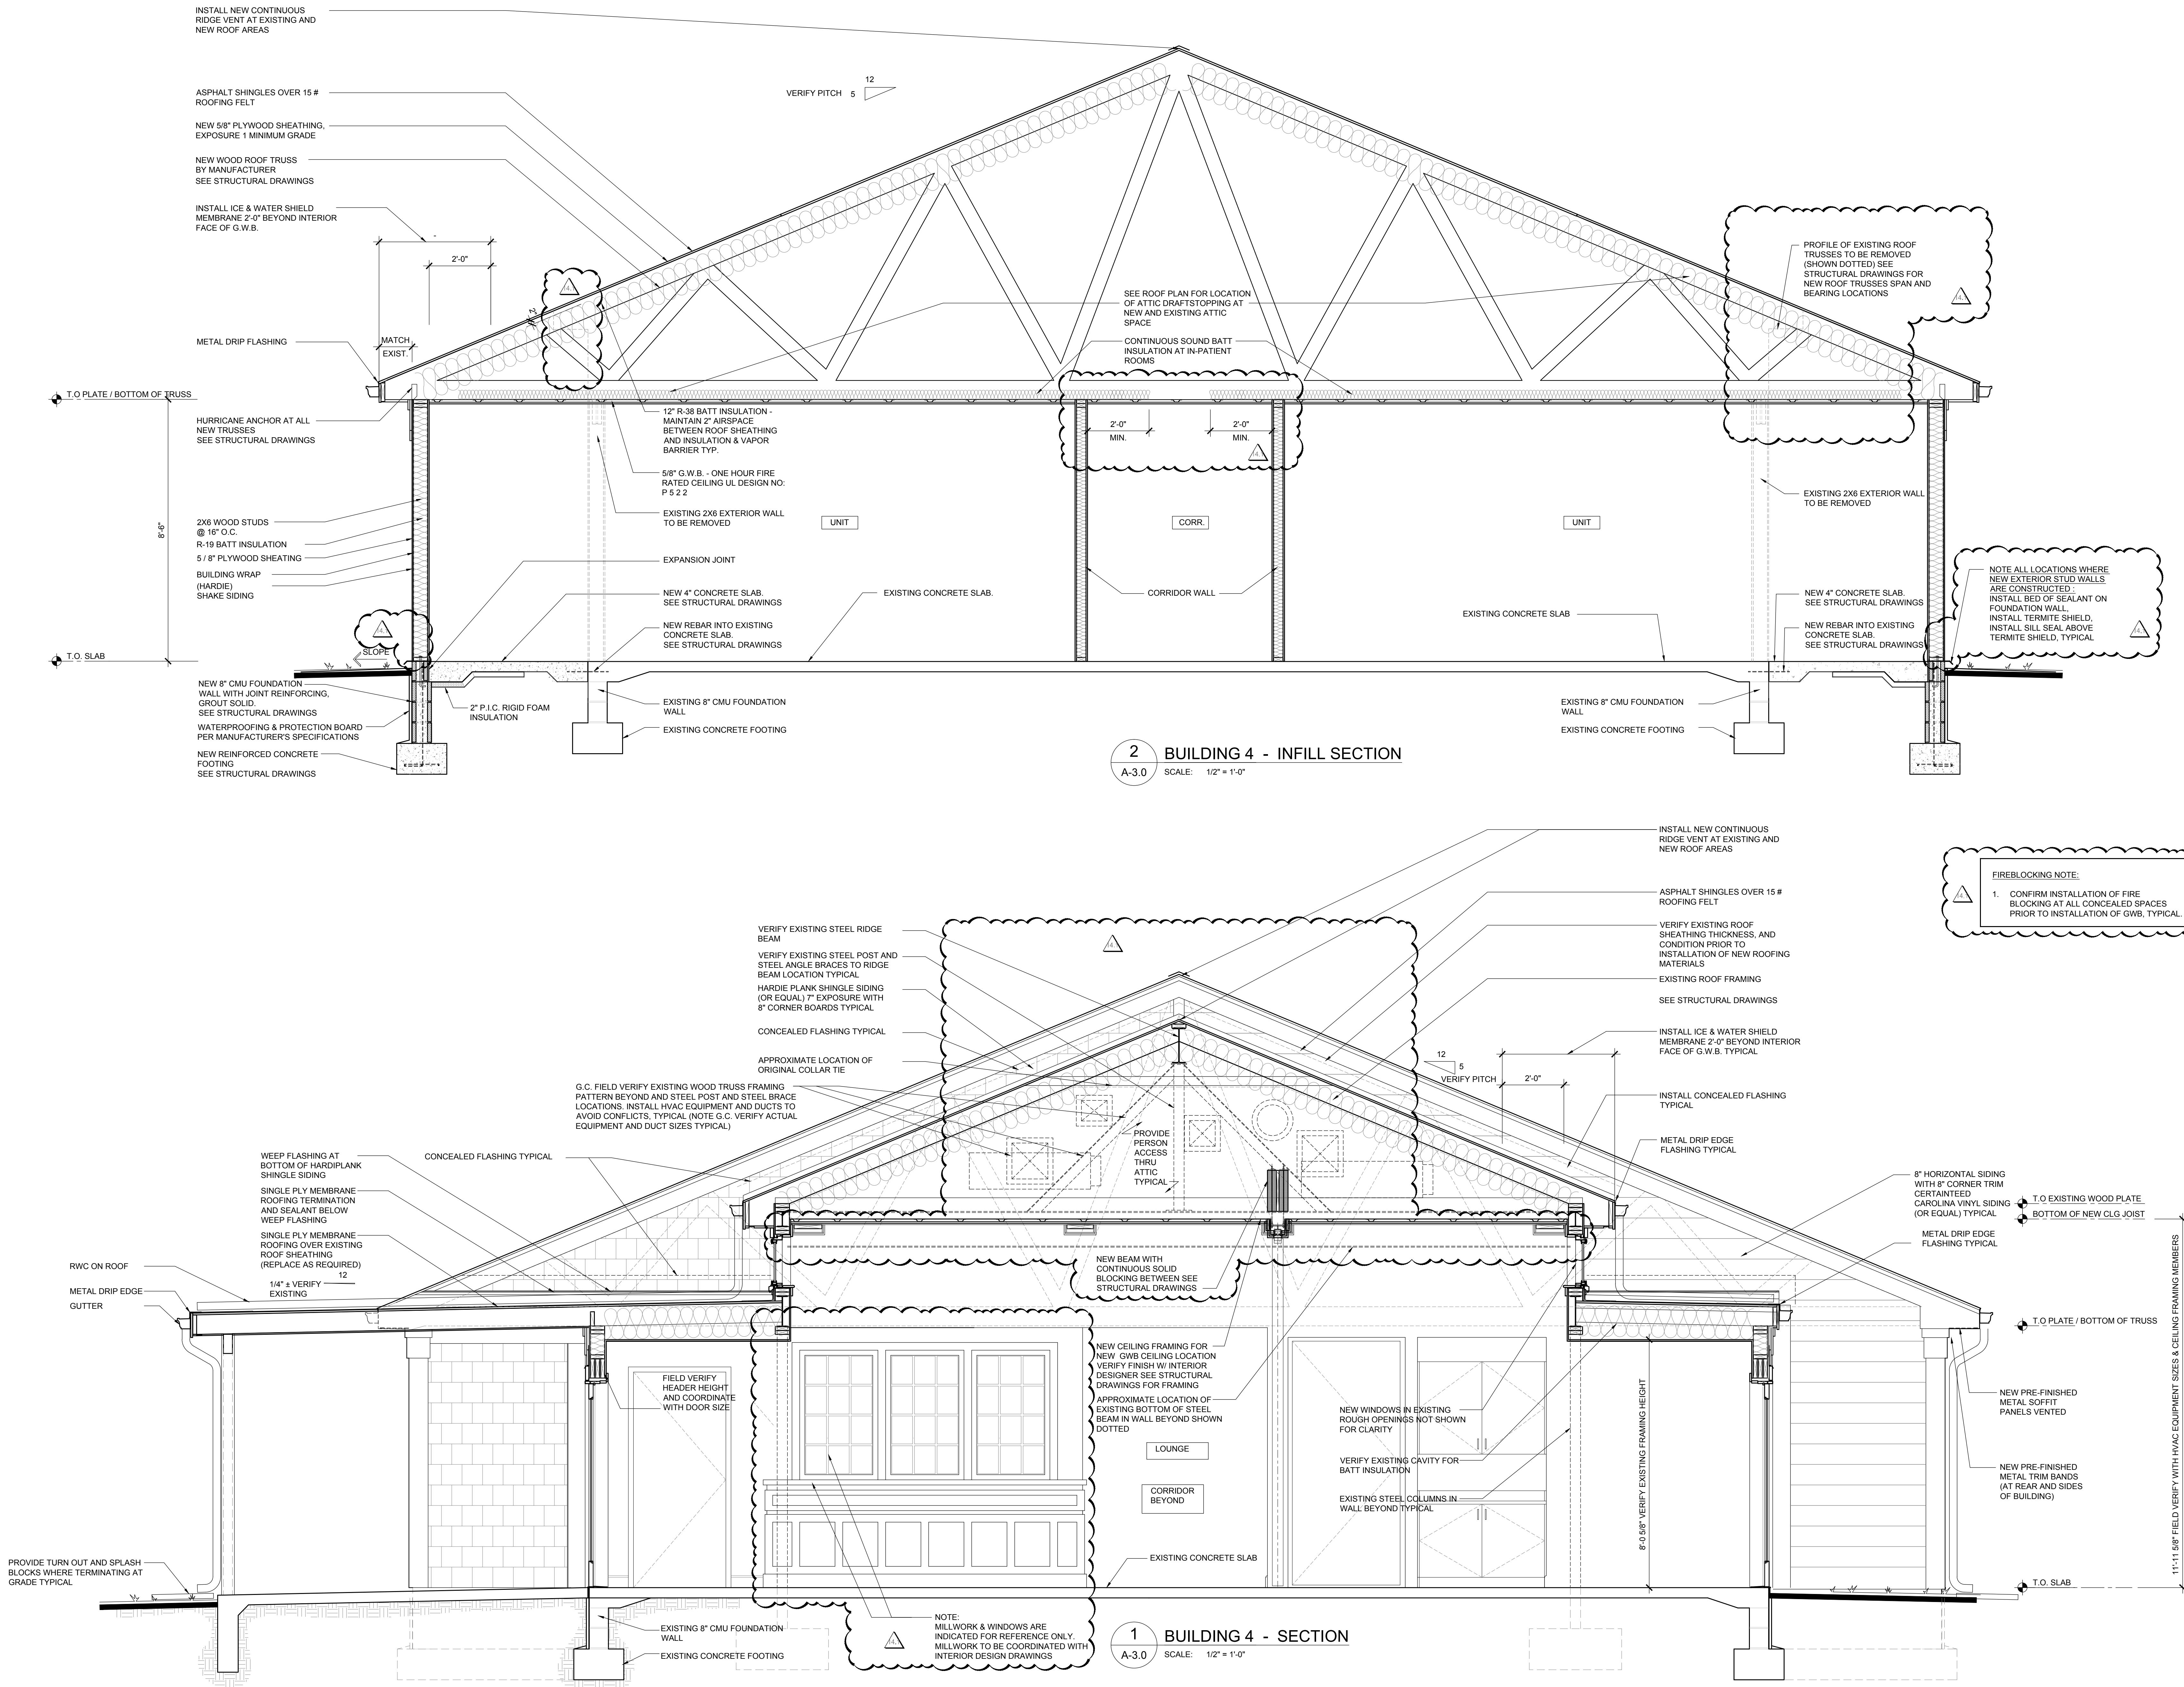 INSTALL NEW CONTINUOUS
RIDGE VENT AT EXISTING AND
NEW ROOF AREAS
12
VERIFY PITCH 5
ASPHALT SHINGLES OVER 15 #
ROOFING FELT
NEW 5/8" PLYWOOD SHEATHING,
EXPOSURE 1 MINIMUM GRADE
NEW WOOD ROOF TRUSS
BY MANUFACTURER
SEE STRUCTURAL DRAWINGS
INSTALL ICE & WATER SHIELD
MEMBRANE 2'-0" BEYOND INTERIOR
FACE OF G.W.B.
2'-0"
METAL DRIP FLASHING
MATCH
EXIST.
T.O PLATE / BOTTOM OF TRUSS
HURRICANE ANCHOR AT ALL
NEW TRUSSES
SEE STRUCTURAL DRAWINGS
8'-6"
2X6 WOOD STUDS
@ 16" O.C.
R-19 BATT INSULATION
5 / 8" PLYWOOD SHEATING
BUILDING WRAP
(HARDIE)
SHAKE SIDING
T.O. SLAB
SLOPE
NEW 8" CMU FOUNDATION
WALL WITH JOINT REINFORCING,
GROUT SOLID.
SEE STRUCTURAL DRAWINGS
WATERPROOFING & PROTECTION BOARD
PER MANUFACTURER'S SPECIFICATIONS
NEW REINFORCED CONCRETE
FOOTING
SEE STRUCTURAL DRAWINGS
2" P.I.C. RIGID FOAM
INSULATION
12" R-38 BATT INSULATION -
MAINTAIN 2" AIRSPACE
BETWEEN ROOF SHEATHING
AND INSULATION & VAPOR
BARRIER TYP.
5/8" G.W.B. - ONE HOUR FIRE
RATED CEILING UL DESIGN NO:
P 5 2 2
EXISTING 2X6 EXTERIOR WALL
TO BE REMOVED
EXPANSION JOINT
NEW 4" CONCRETE SLAB.
SEE STRUCTURAL DRAWINGS
NEW REBAR INTO EXISTING
CONCRETE SLAB.
SEE STRUCTURAL DRAWINGS
EXISTING 8" CMU FOUNDATION
WALL
EXISTING CONCRETE FOOTING
UNIT
EXISTING CONCRETE SLAB.
SEE ROOF PLAN FOR LOCATION
OF ATTIC DRAFTSTOPPING AT
NEW AND EXISTING ATTIC
SPACE
CONTINUOUS SOUND BATT
INSULATION AT IN-PATIENT
ROOMS
2'-0"
MIN.
2'-0"
MIN.
CORR.
CORRIDOR WALL
UNIT
EXISTING CONCRETE SLAB
PROFILE OF EXISTING ROOF
TRUSSES TO BE REMOVED
(SHOWN DOTTED) SEE
STRUCTURAL DRAWINGS FOR
NEW ROOF TRUSSES SPAN AND
BEARING LOCATIONS
EXISTING 2X6 EXTERIOR WALL
TO BE REMOVED
NEW 4" CONCRETE SLAB.
SEE STRUCTURAL DRAWINGS
NEW REBAR INTO EXISTING
CONCRETE SLAB.
SEE STRUCTURAL DRAWINGS
NOTE ALL LOCATIONS WHERE
NEW EXTERIOR STUD WALLS
ARE CONSTRUCTED :
INSTALL BED OF SEALANT ON
FOUNDATION WALL,
INSTALL TERMITE SHIELD,
INSTALL SILL SEAL ABOVE
TERMITE SHIELD, TYPICAL
EXISTING 8" CMU FOUNDATION
WALL
EXISTING CONCRETE FOOTING
2
A-3.0
BUILDING 4 - INFILL SECTION
SCALE: 1/2" = 1'-0"
FIREBLOCKING NOTE:
1. CONFIRM INSTALLATION OF FIRE
BLOCKING AT ALL CONCEALED SPACES
PRIOR TO INSTALLATION OF GWB, TYPICAL.
INSTALL NEW CONTINUOUS
RIDGE VENT AT EXISTING AND
NEW ROOF AREAS
ASPHALT SHINGLES OVER 15 #
ROOFING FELT
VERIFY EXISTING ROOF
SHEATHING THICKNESS, AND
CONDITION PRIOR TO
INSTALLATION OF NEW ROOFING
MATERIALS
EXISTING ROOF FRAMING
SEE STRUCTURAL DRAWINGS
INSTALL ICE & WATER SHIELD
MEMBRANE 2'-0" BEYOND INTERIOR
FACE OF G.W.B. TYPICAL
12
5
VERIFY PITCH
2'-0"
INSTALL CONCEALED FLASHING
TYPICAL
METAL DRIP EDGE
FLASHING TYPICAL
8" HORIZONTAL SIDING
WITH 8" CORNER TRIM
CERTAINTEED
CAROLINA VINYL SIDING
(OR EQUAL) TYPICAL
METAL DRIP EDGE
FLASHING TYPICAL
T.O EXISTING WOOD PLATE
BOTTOM OF NEW CLG JOIST
T.O PLATE / BOTTOM OF TRUSS
11'-11 5/8" FIELD VERIFY WITH HVAC EQUIPMENT SIZES & CEILING FRAMING MEMBERS
NEW PRE-FINISHED
METAL SOFFIT
PANELS VENTED
NEW PRE-FINISHED
METAL TRIM BANDS
(AT REAR AND SIDES
OF BUILDING)
T.O. SLAB
VERIFY EXISTING STEEL RIDGE
BEAM
VERIFY EXISTING STEEL POST AND
STEEL ANGLE BRACES TO RIDGE
BEAM LOCATION TYPICAL
HARDIE PLANK SHINGLE SIDING
(OR EQUAL) 7" EXPOSURE WITH
8" CORNER BOARDS TYPICAL
CONCEALED FLASHING TYPICAL
APPROXIMATE LOCATION OF
ORIGINAL COLLAR TIE
G.C. FIELD VERIFY EXISTING WOOD TRUSS FRAMING
PATTERN BEYOND AND STEEL POST AND STEEL BRACE
LOCATIONS. INSTALL HVAC EQUIPMENT AND DUCTS TO
AVOID CONFLICTS, TYPICAL (NOTE G.C. VERIFY ACTUAL
EQUIPMENT AND DUCT SIZES TYPICAL)
PROVIDE
PERSON
ACCESS
THRU
ATTIC
TYPICAL
WEEP FLASHING AT
BOTTOM OF HARDIPLANK
SHINGLE SIDING
CONCEALED FLASHING TYPICAL
SINGLE PLY MEMBRANE
ROOFING TERMINATION
AND SEALANT BELOW
WEEP FLASHING
SINGLE PLY MEMBRANE
ROOFING OVER EXISTING
ROOF SHEATHING
(REPLACE AS REQUIRED)
RWC ON ROOF
12
1/4" ± VERIFY
EXISTING
METAL DRIP EDGE
GUTTER
PROVIDE TURN OUT AND SPLASH
BLOCKS WHERE TERMINATING AT
GRADE TYPICAL
FIELD VERIFY
HEADER HEIGHT
AND COORDINATE
WITH DOOR SIZE
NEW BEAM WITH
CONTINUOUS SOLID
BLOCKING BETWEEN SEE
STRUCTURAL DRAWINGS
NEW CEILING FRAMING FOR
NEW GWB CEILING LOCATION
VERIFY FINISH W/ INTERIOR
DESIGNER SEE STRUCTURAL
DRAWINGS FOR FRAMING
APPROXIMATE LOCATION OF
EXISTING BOTTOM OF STEEL
BEAM IN WALL BEYOND SHOWN
DOTTED
LOUNGE
CORRIDOR
BEYOND
NEW WINDOWS IN EXISTING
ROUGH OPENINGS NOT SHOWN
FOR CLARITY
VERIFY EXISTING CAVITY FOR
BATT INSULATION
EXISTING STEEL COLUMNS IN
WALL BEYOND TYPICAL
8'-0 5/8" VERIFY EXISTING FRAMING HEIGHT
EXISTING CONCRETE SLAB
EXISTING 8" CMU FOUNDATION
WALL
EXISTING CONCRETE FOOTING
NOTE:
MILLWORK & WINDOWS ARE
INDICATED FOR REFERENCE ONLY.
MILLWORK TO BE COORDINATED WITH
INTERIOR DESIGN DRAWINGS
1
A-3.0
BUILDING 4 - SECTION
SCALE: 1/2" = 1'-0"